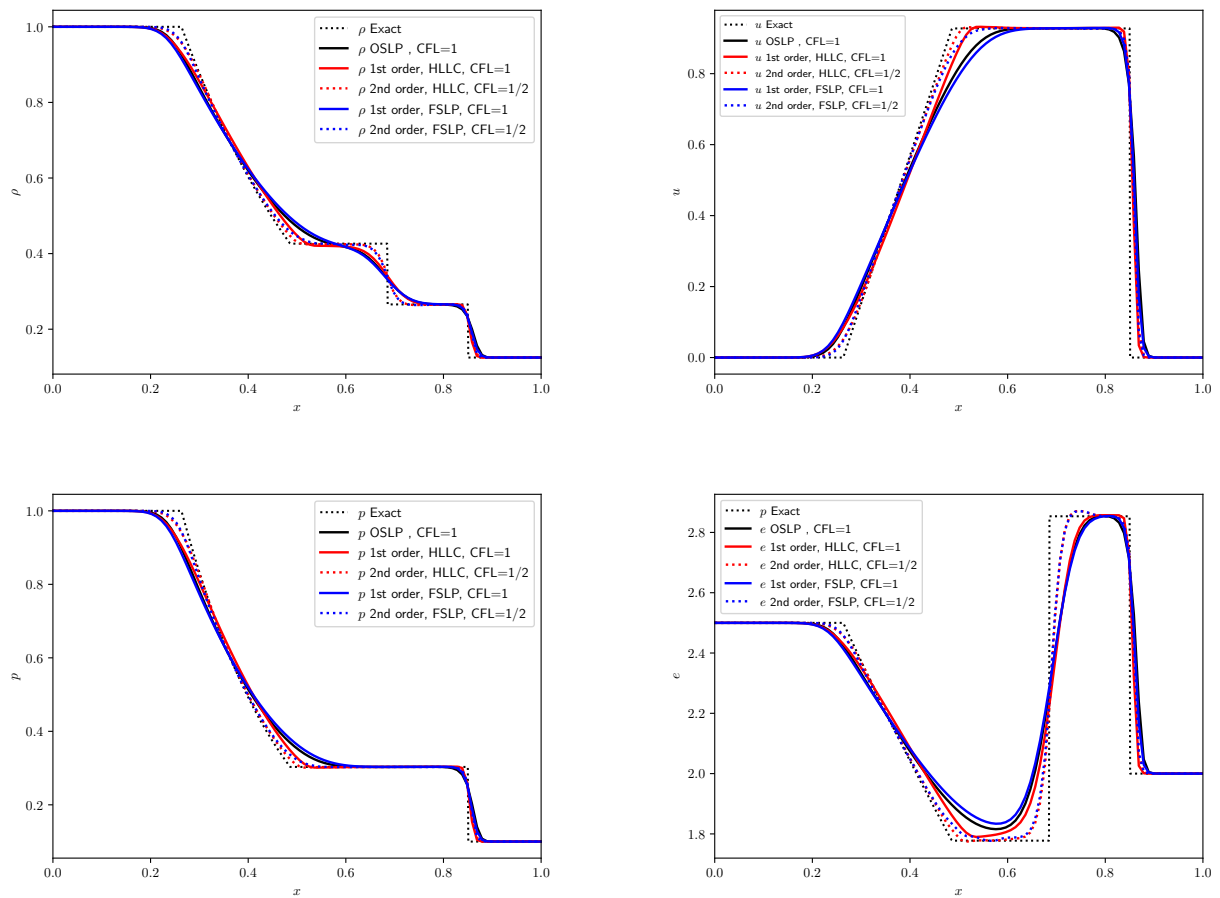 1.0
0.8
0.6
0.4
0.2
ρ
ρ Exact
ρ OSLP , CFL=1
ρ 1st order, HLLC, CFL=1
ρ 2nd order, HLLC, CFL=1/2
ρ 1st order, FSLP, CFL=1
ρ 2nd order, FSLP, CFL=1/2
0.0 0.2 0.4 0.6 0.8 1.0
x
0.8
0.6
0.4
0.2
0.0
u
u Exact
u OSLP , CFL=1
u 1st order, HLLC, CFL=1
u 2nd order, HLLC, CFL=1/2
u 1st order, FSLP, CFL=1
u 2nd order, FSLP, CFL=1/2
0.0 0.2 0.4 0.6 0.8 1.0
x
1.0
0.8
0.6
0.4
0.2
p
p Exact
p OSLP , CFL=1
p 1st order, HLLC, CFL=1
p 2nd order, HLLC, CFL=1/2
p 1st order, FSLP, CFL=1
p 2nd order, FSLP, CFL=1/2
0.0 0.2 0.4 0.6 0.8 1.0
x
2.8
2.6
2.4
2.2
2.0
1.8
e
p Exact
e OSLP , CFL=1
e 1st order, HLLC, CFL=1
e 2nd order, HLLC, CFL=1/2
e 1st order, FSLP, CFL=1
e 2nd order, FSLP, CFL=1/2
0.0 0.2 0.4 0.6 0.8 1.0
x